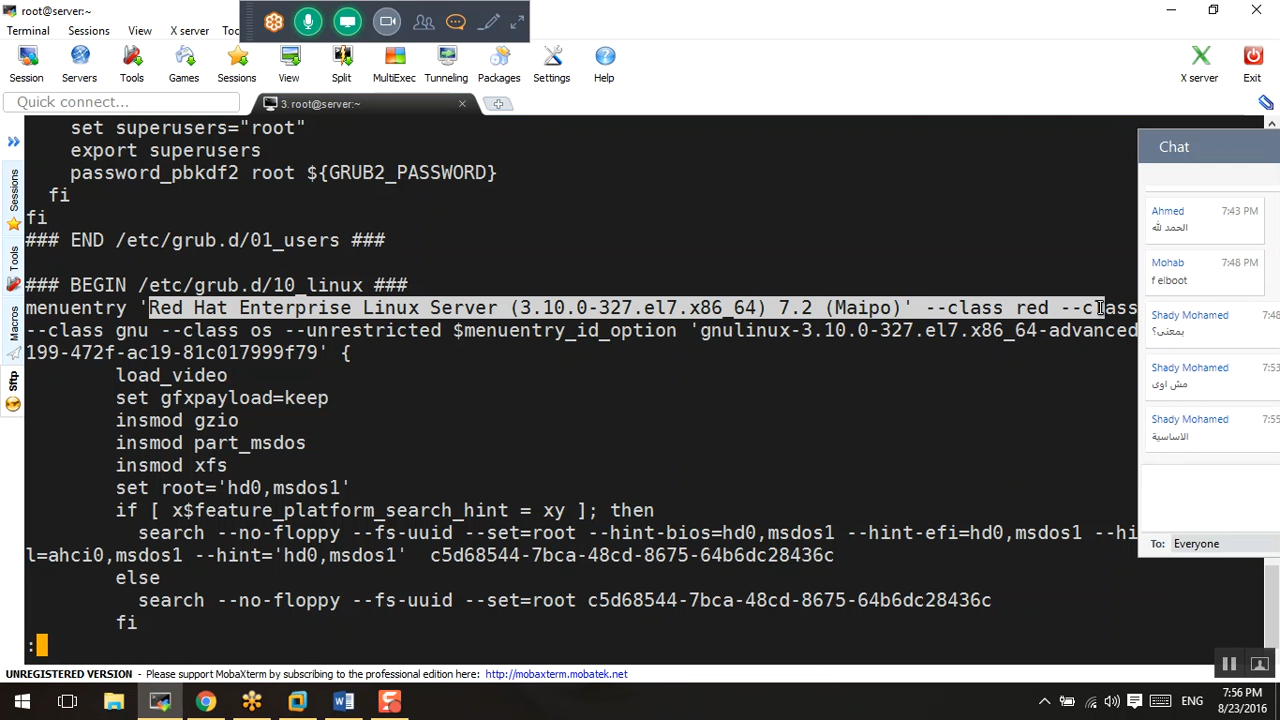 root@server:~
Terminal Sessions View X server
Session Servers Tools Games Sessions View Split MultiExec Tunneling Packages Settings Help X server Exit
Quick connect...
3. root@server:~
Sessions
Tools
Macros
Sftp
set superusers="root"
export superusers
password_pbkdf2 root ${GRUB2_PASSWORD}
fi
fi
### END /etc/grub.d/01_users ###
### BEGIN /etc/grub.d/10_linux ###
menuentry 'Red Hat Enterprise Linux Server (3.10.0-327.el7.x86_64) 7.2 (Maipo)' --class red --class
--class gnu --class os --unrestricted $menuentry_id_option 'gnulinux-3.10.0-327.el7.x86_64-advanced
199-472f-ac19-81c017999f79' {
load_video
set gfxpayload=keep
insmod gzio
insmod part_msdos
insmod xfs
set root='hd0,msdos1'
if [ x$feature_platform_search_hint = xy ]; then
search --no-floppy --fs-uuid --set=root --hint-bios=hd0,msdos1 --hint-efi=hd0,msdos1 --hi
l=ahci0,msdos1 --hint='hd0,msdos1' c5d68544-7bca-48cd-8675-64b6dc28436c
else
search --no-floppy --fs-uuid --set=root c5d68544-7bca-48cd-8675-64b6dc28436c
fi
:
Chat
Ahmed 7:43 PM
الحمد لله
Mohab 7:48 PM
f elboot
Shady Mohamed 7:48
بمعنى؟
Shady Mohamed 7:53
مش اوى
Shady Mohamed 7:55
الاساسية
To: Everyone
UNREGISTERED VERSION - Please support MobaXterm by subscribing to the professional edition here: http://mobaxterm.mobatek.net
ENG
7:56 PM
8/23/2016